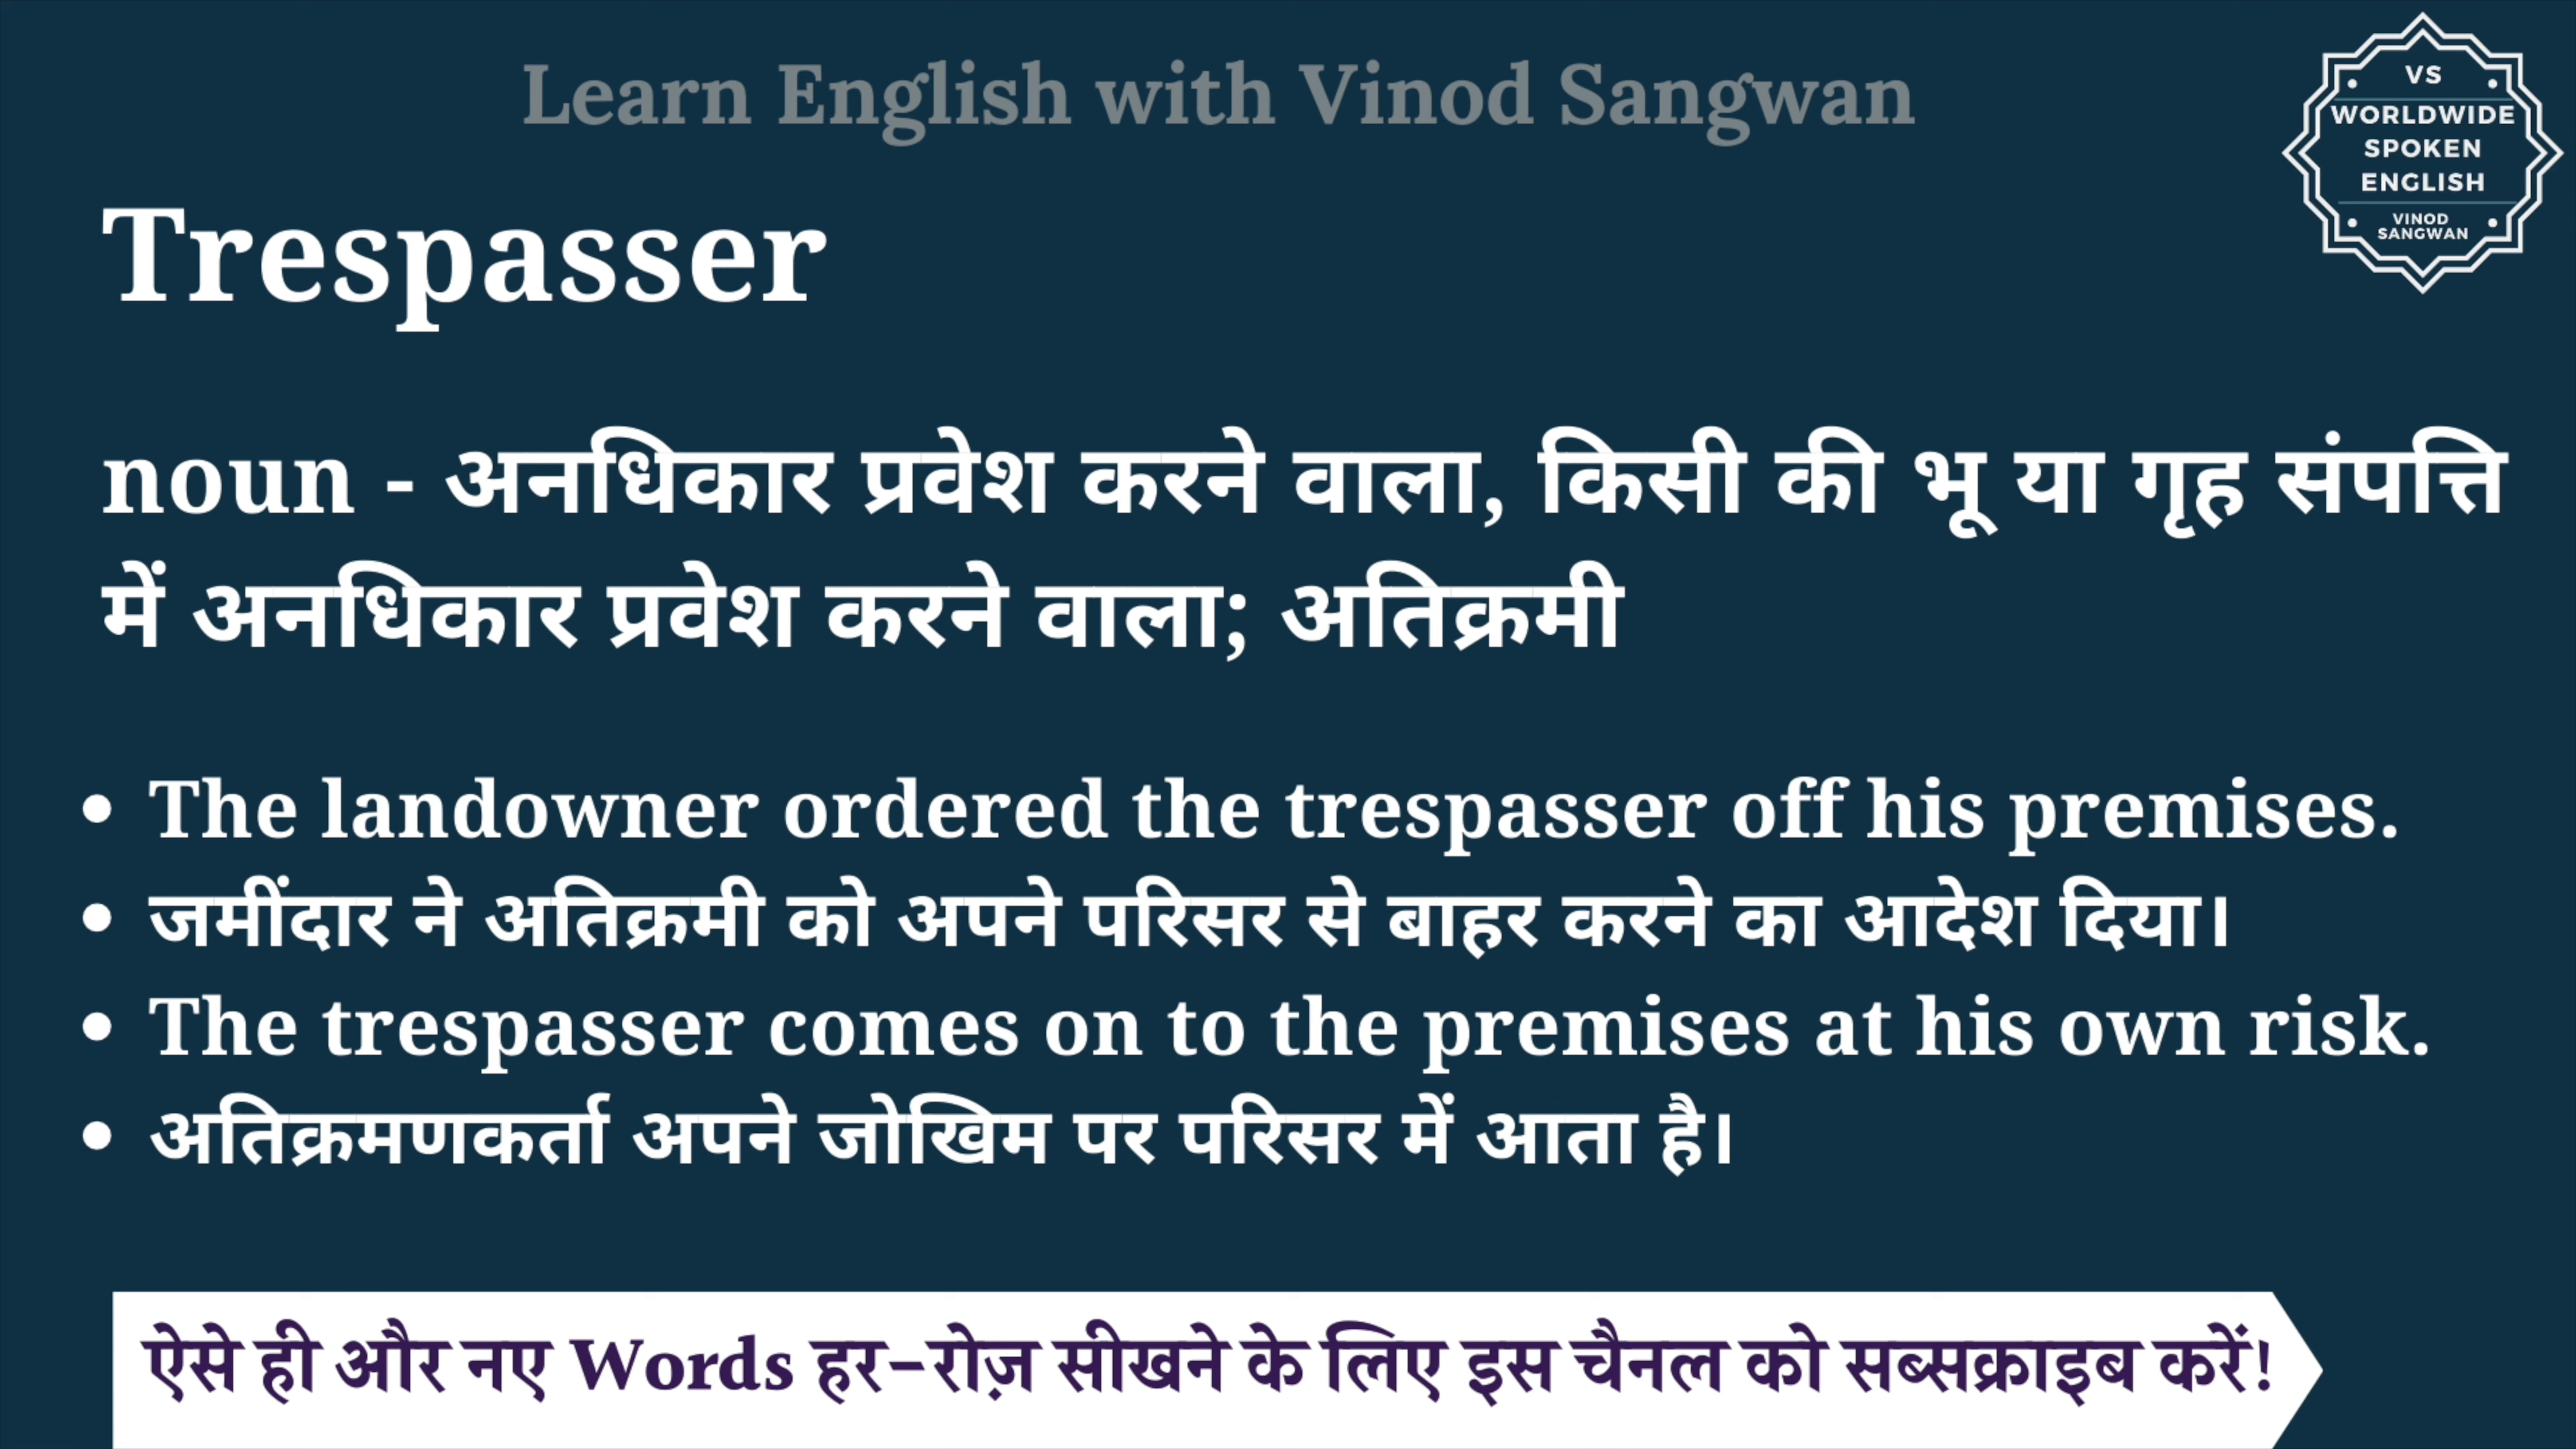 Learn English with Vinod Sangwan
VS
WORLDWIDE
SPOKEN
ENGLISH
VINOD
SANGWAN
Trespasser
noun - अनधिकार प्रवेश करने वाला, किसी की भू या गृह संपत्ति
में अनधिकार प्रवेश करने वाला; अतिक्रमी
• The landowner ordered the trespasser off his premises.
• जमींदार ने अतिक्रमी को अपने परिसर से बाहर करने का आदेश दिया।
• The trespasser comes on to the premises at his own risk.
• अतिक्रमणकर्ता अपने जोखिम पर परिसर में आता है।
ऐसे ही और नए Words हर-रोज़ सीखने के लिए इस चैनल को सब्सक्राइब करें!